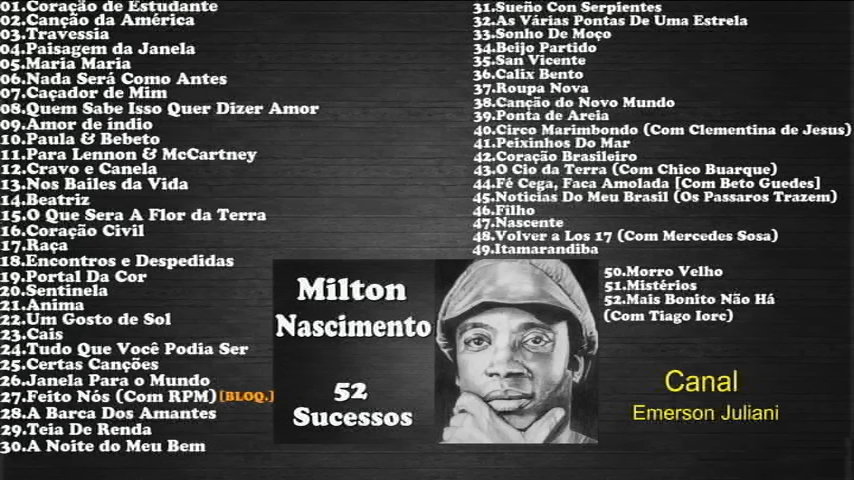 01.Coração de Estudante
02.Canção da América
03.Travessia
04.Paisagem da Janela
05.Maria Maria
06.Nada Será Como Antes
07.Caçador de Mim
08.Quem Sabe Isso Quer Dizer Amor
09.Amor de índio
10.Paula & Bebeto
11.Para Lennon & McCartney
12.Cravo e Canela
13.Nos Bailes da Vida
14.Beatriz
15.O Que Sera A Flor da Terra
16.Coração Civil
17.Raça
18.Encontros e Despedidas
19.Portal Da Cor
20.Sentinela
21.Anima
22.Um Gosto de Sol
23.Cais
24.Tudo Que Você Podia Ser
25.Certas Canções
26.Janela Para o Mundo
27.Feito Nós (Com RPM) [BLOQ.]
28.A Barca Dos Amantes
29.Teia De Renda
30.A Noite do Meu Bem
31.Sueño Con Serpientes
32.As Várias Pontas De Uma Estrela
33.Sonho De Moço
34.Beijo Partido
35.San Vicente
36.Calix Bento
37.Roupa Nova
38.Canção do Novo Mundo
39.Ponta de Areia
40.Circo Marimbondo (Com Clementina de Jesus)
41.Peixinhos Do Mar
42.Coração Brasileiro
43.O Cio da Terra (Com Chico Buarque)
44.Fé Cega, Faca Amolada [Com Beto Guedes]
45.Noticias Do Meu Brasil (Os Passaros Trazem)
46.Filho
47.Nascente
48.Volver a Los 17 (Com Mercedes Sosa)
49.Itamarandiba
50.Morro Velho
51.Mistérios
52.Mais Bonito Não Há
(Com Tiago Iorc)
Milton
Nascimento
52
Sucessos
Canal
Emerson Juliani